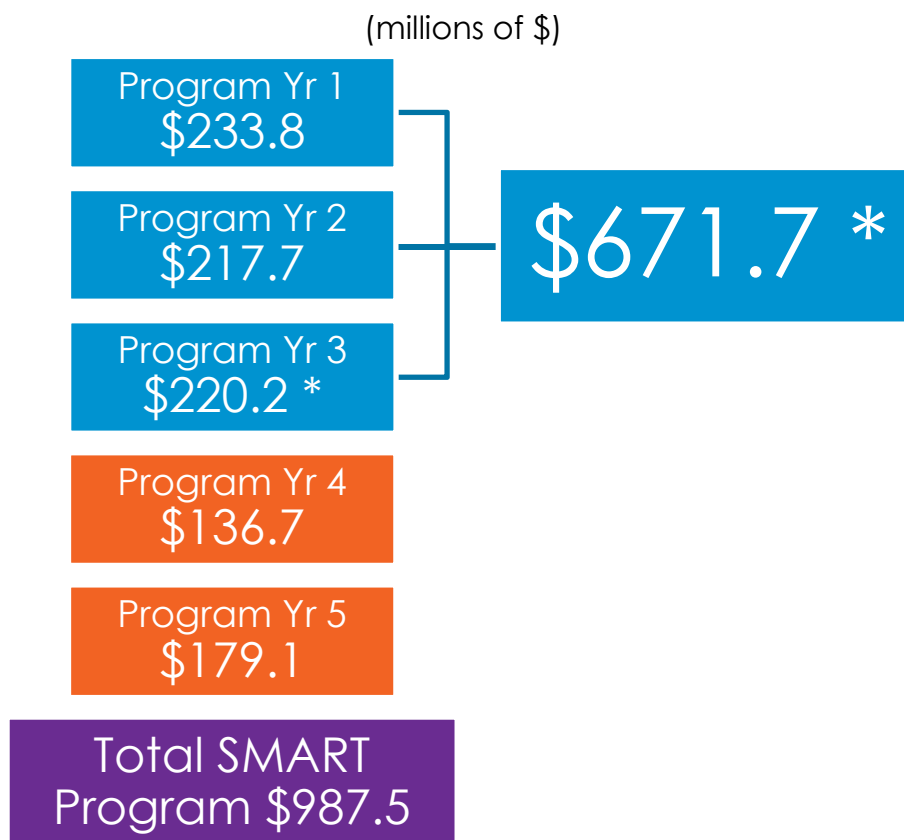 (millions of $)
Program Yr 1
$233.8
Program Yr 2
$217.7
Program Yr 3
$220.2 *
$671.7 *
Program Yr 4
$136.7
Program Yr 5
$179.1
Total SMART
Program $987.5